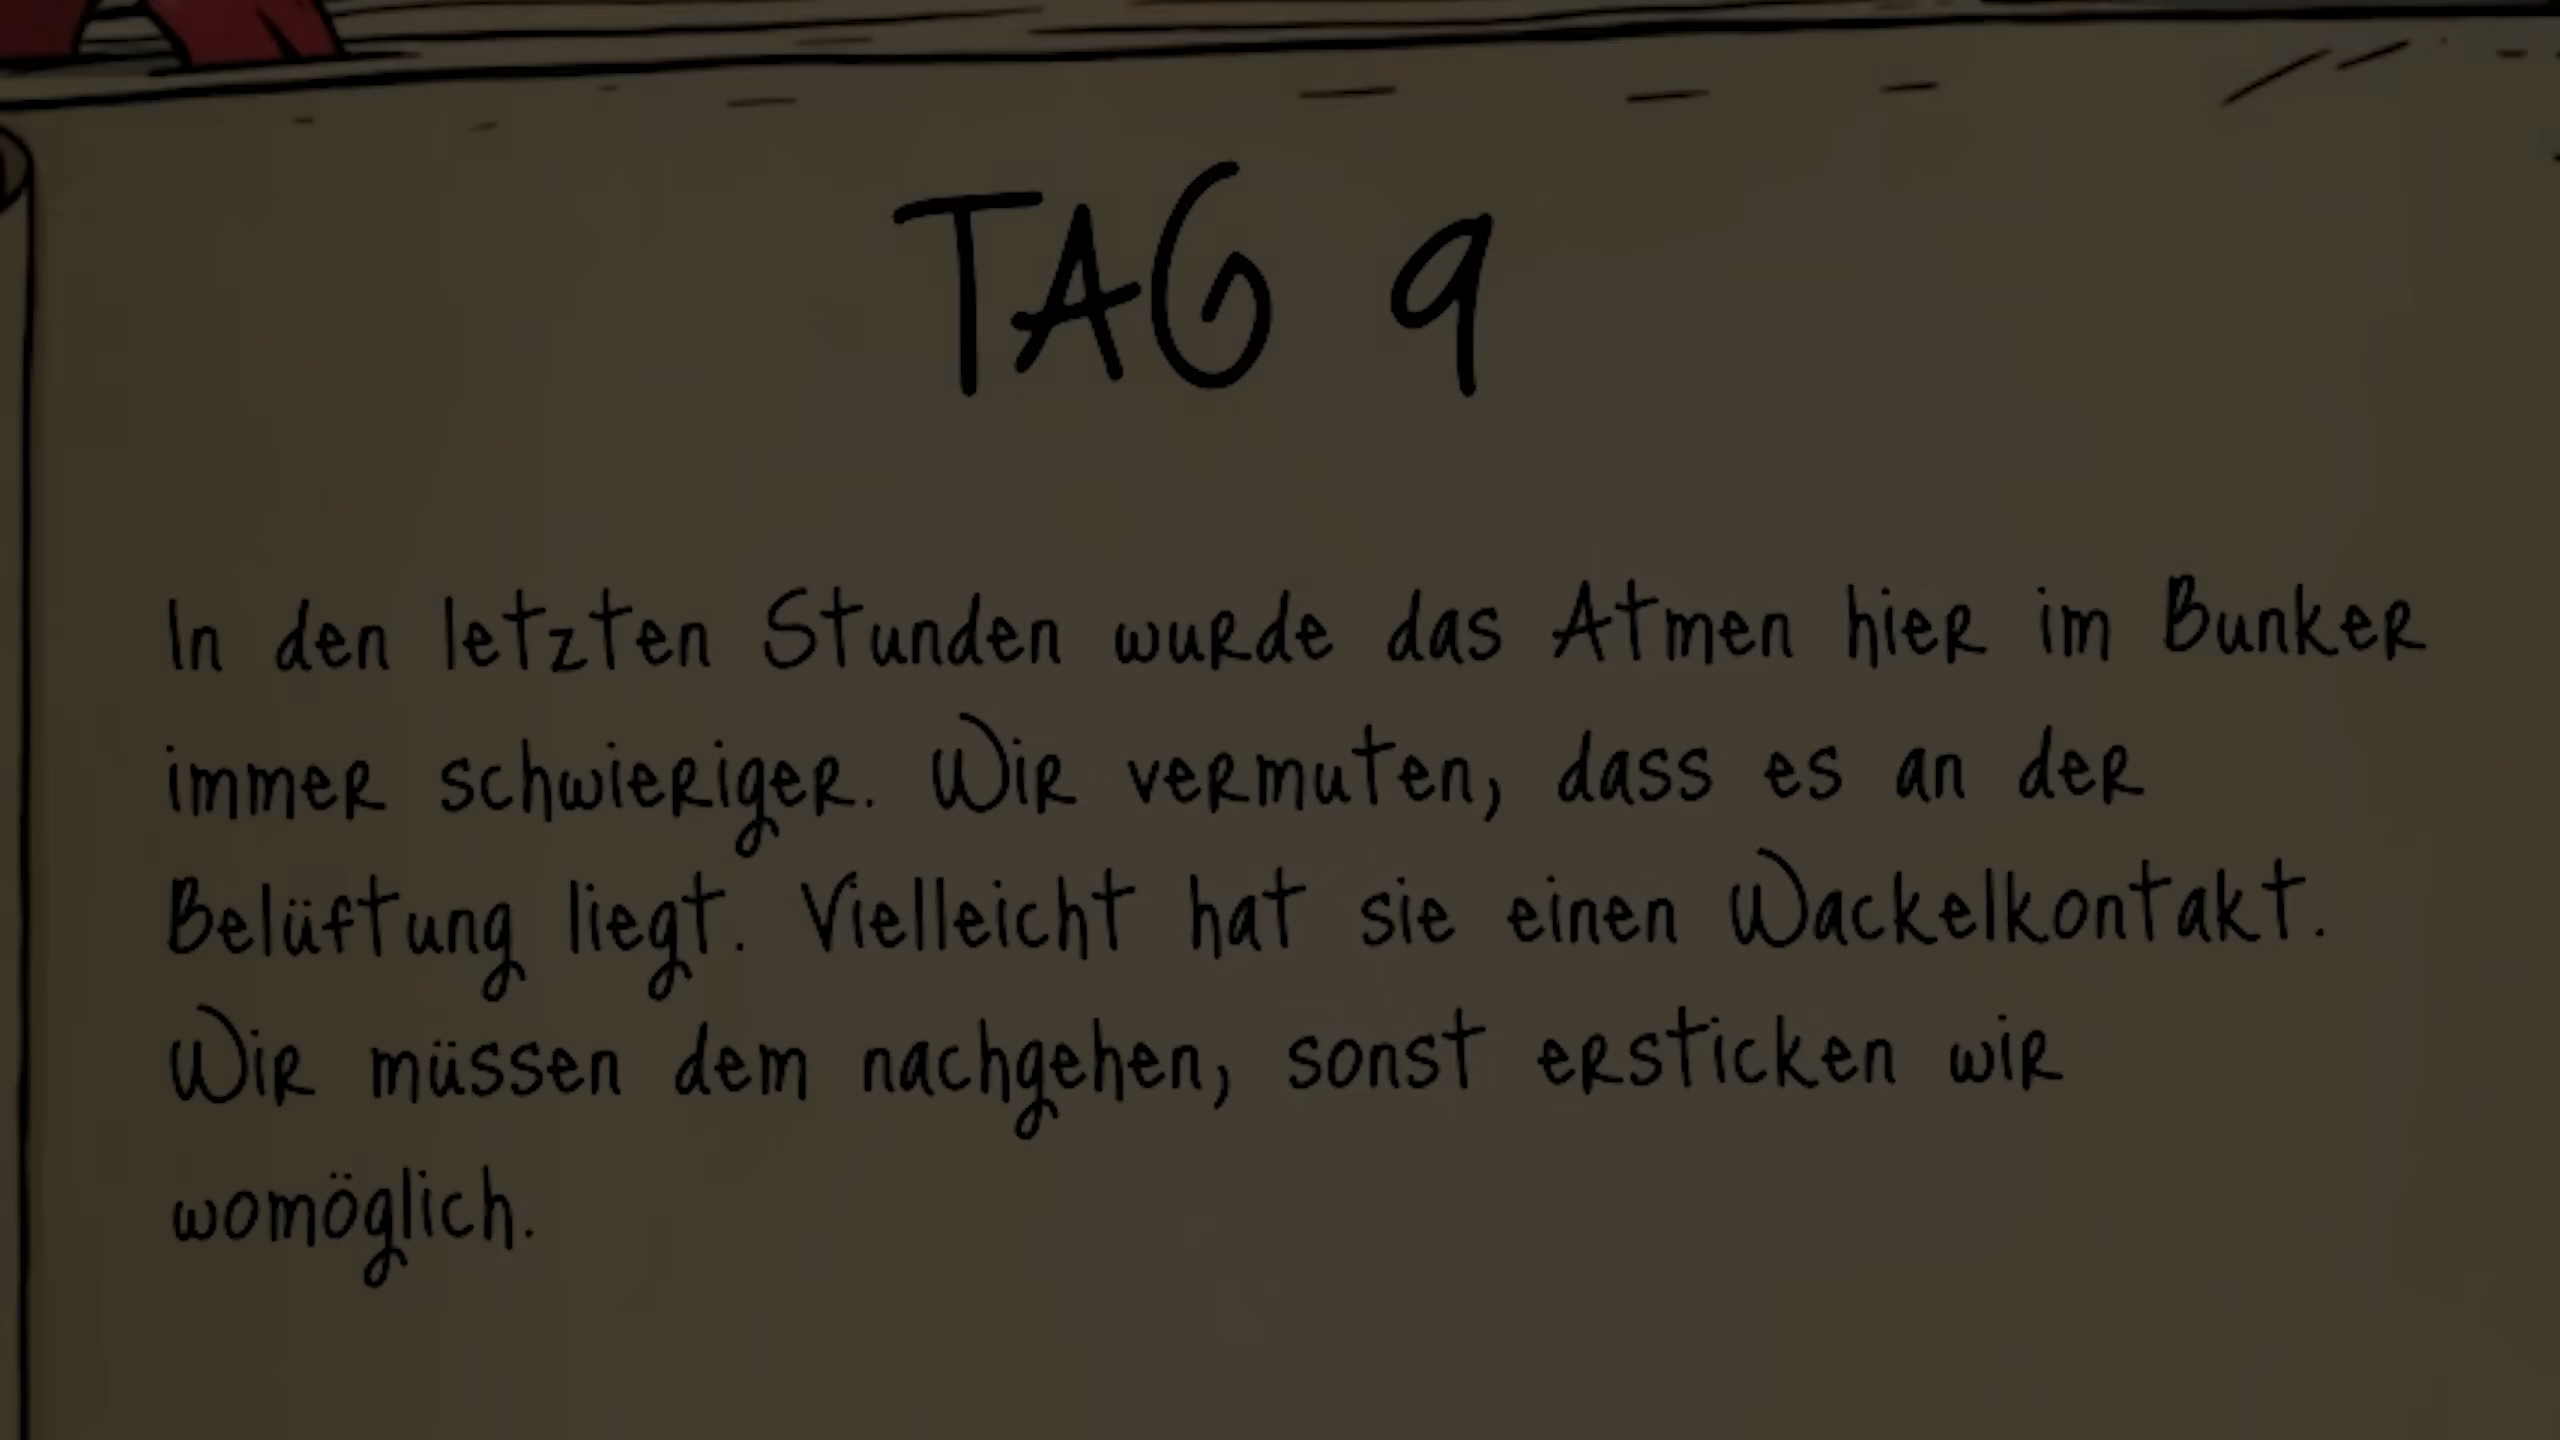 TAG 9
In den letzten Stunden wurde das Atmen hier im Bunker
immer schwieriger. Wir vermuten, dass es an der
Belüftung liegt. Vielleicht hat sie einen Wackelkontakt.
Wir müssen dem nachgehen, sonst ersticken wir
womöglich.